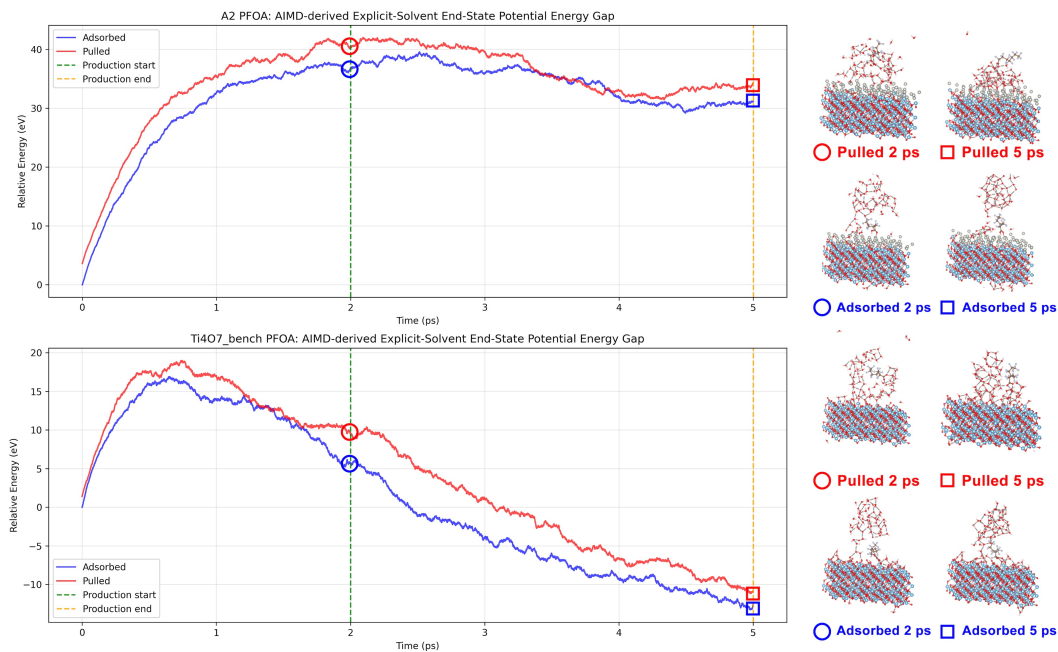 A2 PFOA: AIMD-derived Explicit-Solvent End-State Potential Energy Gap
Adsorbed
Pulled
Production start
Production end
Relative Energy (eV)
40
30
20
10
0
0 1 2 3 4 5
Time (ps)
Pulled 2 ps
Pulled 5 ps
Adsorbed 2 ps
Adsorbed 5 ps
Ti4O7_bench PFOA: AIMD-derived Explicit-Solvent End-State Potential Energy Gap
Relative Energy (eV)
20
15
10
5
0
−5
−10
Adsorbed
Pulled
Production start
Production end
0 1 2 3 4 5
Time (ps)
Pulled 2 ps
Pulled 5 ps
Adsorbed 2 ps
Adsorbed 5 ps